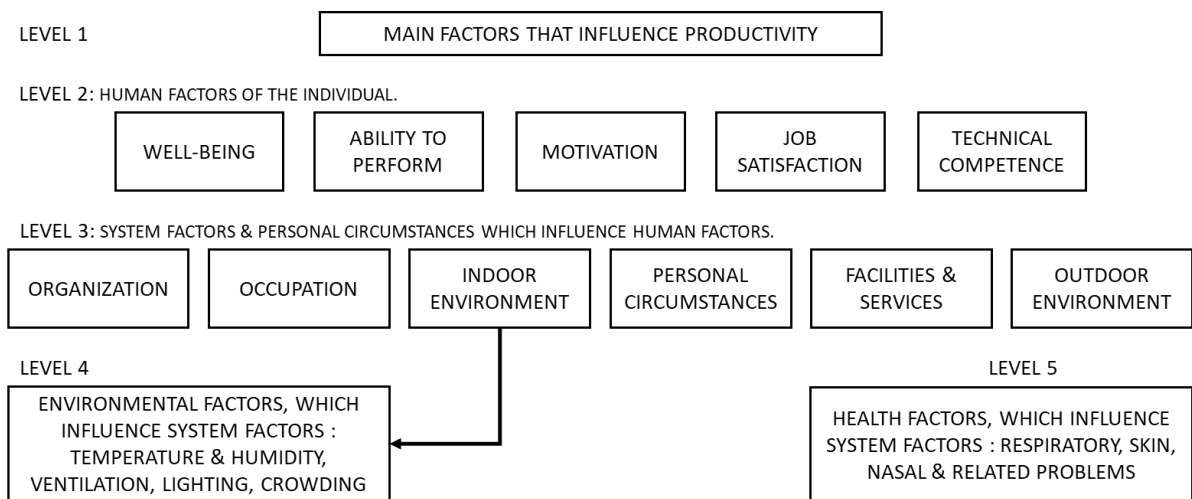 LEVEL 1
MAIN FACTORS THAT INFLUENCE PRODUCTIVITY
LEVEL 2: HUMAN FACTORS OF THE INDIVIDUAL.
WELL-BEING
ABILITY TO
PERFORM
MOTIVATION
JOB
SATISFACTION
TECHNICAL
COMPETENCE
LEVEL 3: SYSTEM FACTORS & PERSONAL CIRCUMSTANCES WHICH INFLUENCE HUMAN FACTORS.
ORGANIZATION
OCCUPATION
INDOOR
ENVIRONMENT
PERSONAL
CIRCUMSTANCES
FACILITIES &
SERVICES
OUTDOOR
ENVIRONMENT
LEVEL 4
ENVIRONMENTAL FACTORS, WHICH
INFLUENCE SYSTEM FACTORS :
TEMPERATURE & HUMIDITY,
VENTILATION, LIGHTING, CROWDING
LEVEL 5
HEALTH FACTORS, WHICH INFLUENCE
SYSTEM FACTORS : RESPIRATORY, SKIN,
NASAL & RELATED PROBLEMS